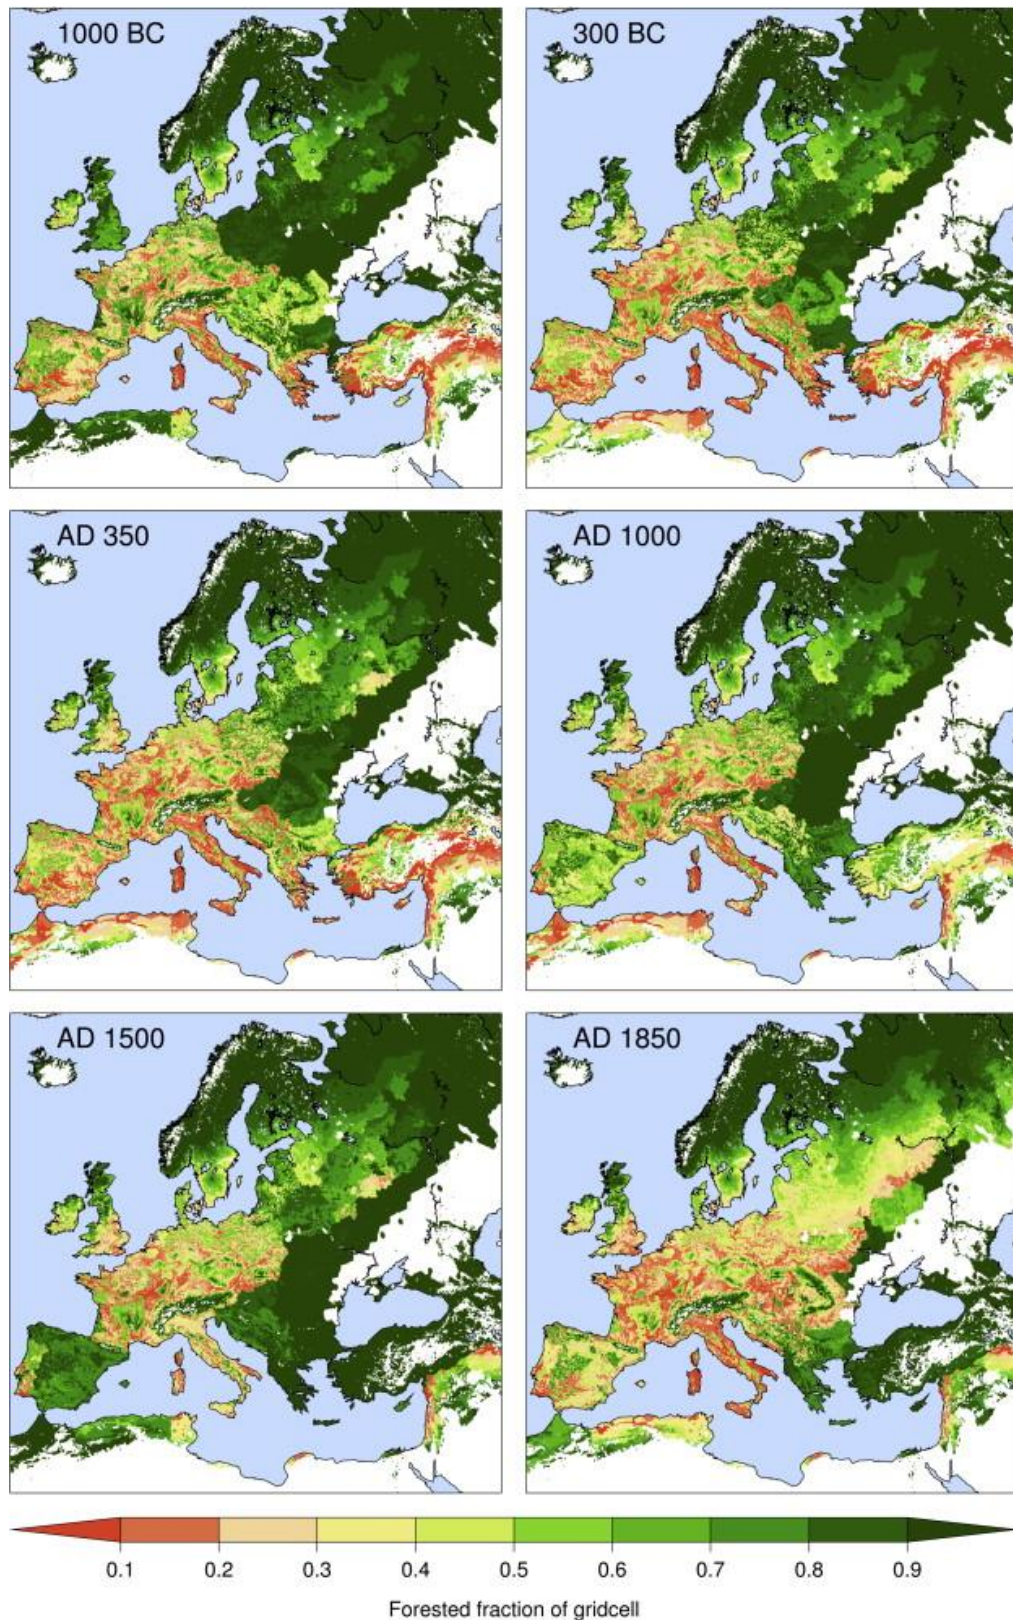 1000 BC
300 BC
AD 350
AD 1000
AD 1500
AD 1850
0.1 0.2 0.3 0.4 0.5 0.6 0.7 0.8 0.9
Forested fraction of gridcell